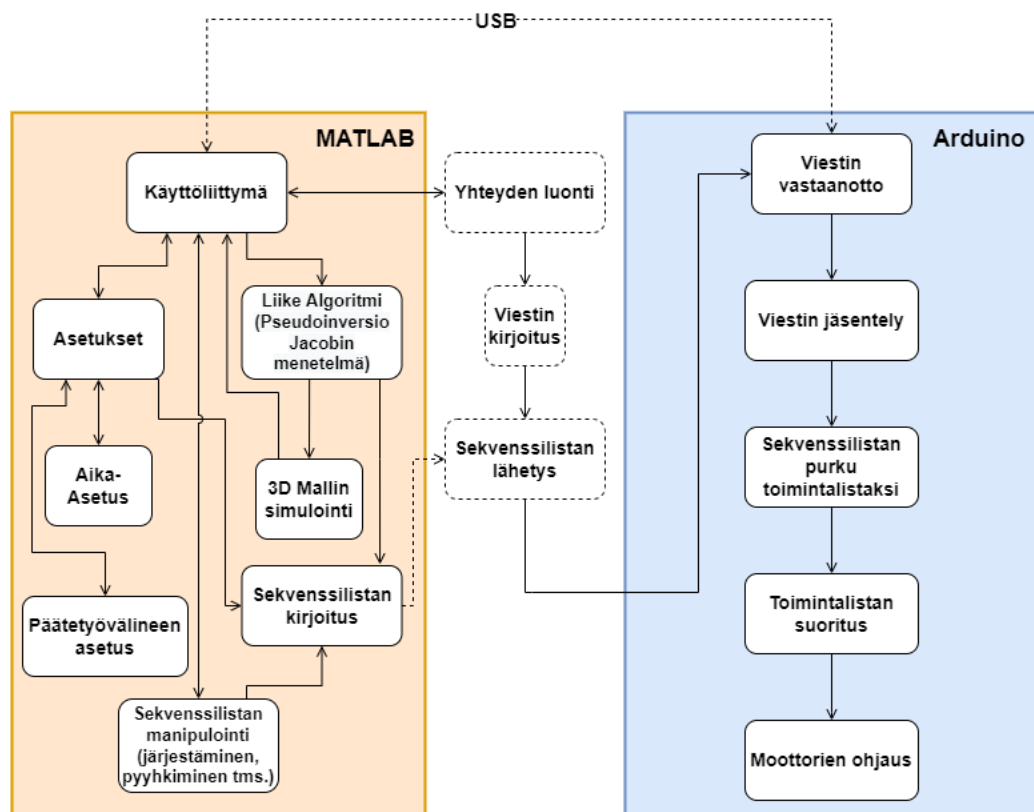 USB
MATLAB
Käyttöliittymä
Asetukset
Liike Algoritmi
(Pseudoinversio
Jacobin
menetelmä)
Aika-
Asetus
3D Mallin
simulointi
Päätetyövälineen
asetus
Sekvenssilistan
kirjoitus
Sekvenssilistan
manipulointi
(järjestäminen,
pyyhkiminen tms.)
Yhteyden luonti
Viestin
kirjoitus
Sekvenssilistan
lähetys
Arduino
Viestin
vastaanotto
Viestin jäsentely
Sekvenssilistan
purku
toimintalistaksi
Toimintalistan
suoritus
Moottorien ohjaus